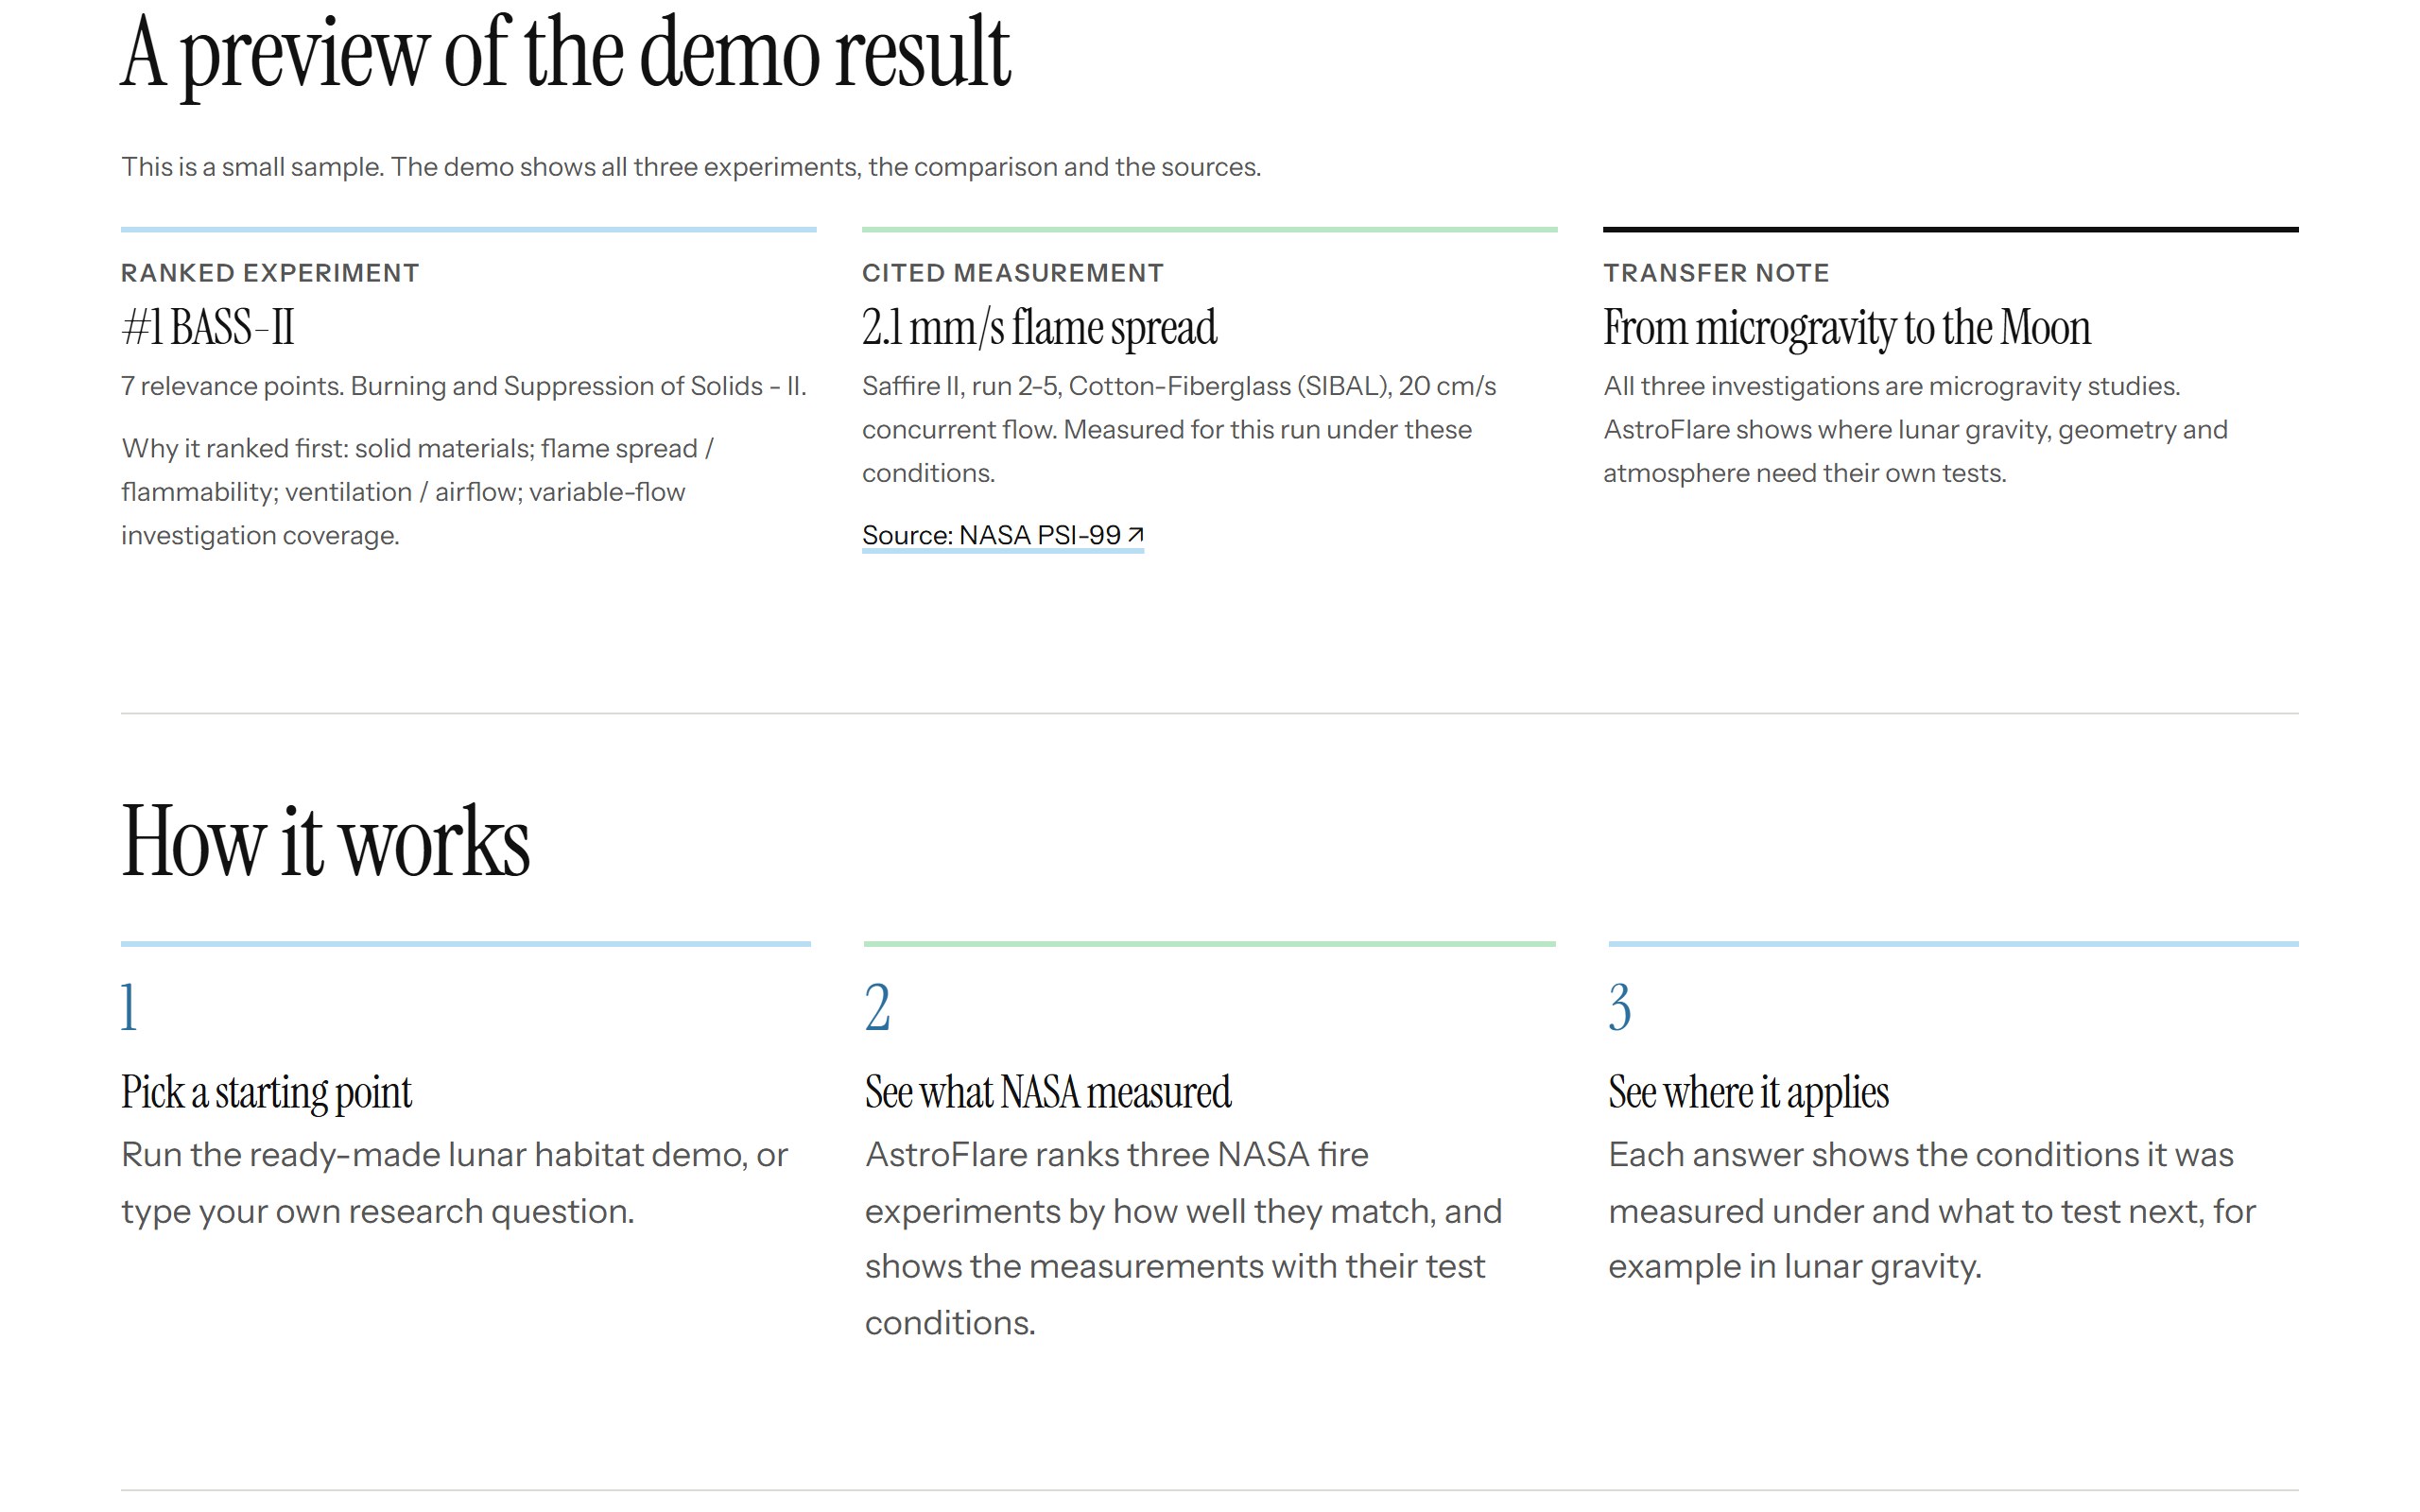 A preview of the demo result
This is a small sample. The demo shows all three experiments, the comparison and the sources.
RANKED EXPERIMENT
#1 BASS-II
7 relevance points. Burning and Suppression of Solids - II.
Why it ranked first: solid materials; flame spread /
flammability; ventilation / airflow; variable-flow
investigation coverage.
CITED MEASUREMENT
2.1 mm/s flame spread
Saffire II, run 2-5, Cotton-Fiberglass (SIBAL), 20 cm/s
concurrent flow. Measured for this run under these
conditions.
Source: NASA PSI-99 ↗
TRANSFER NOTE
From microgravity to the Moon
All three investigations are microgravity studies.
AstroFlare shows where lunar gravity, geometry and
atmosphere need their own tests.
How it works
1
Pick a starting point
Run the ready-made lunar habitat demo, or
type your own research question.
2
See what NASA measured
AstroFlare ranks three NASA fire
experiments by how well they match, and
shows the measurements with their test
conditions.
3
See where it applies
Each answer shows the conditions it was
measured under and what to test next, for
example in lunar gravity.